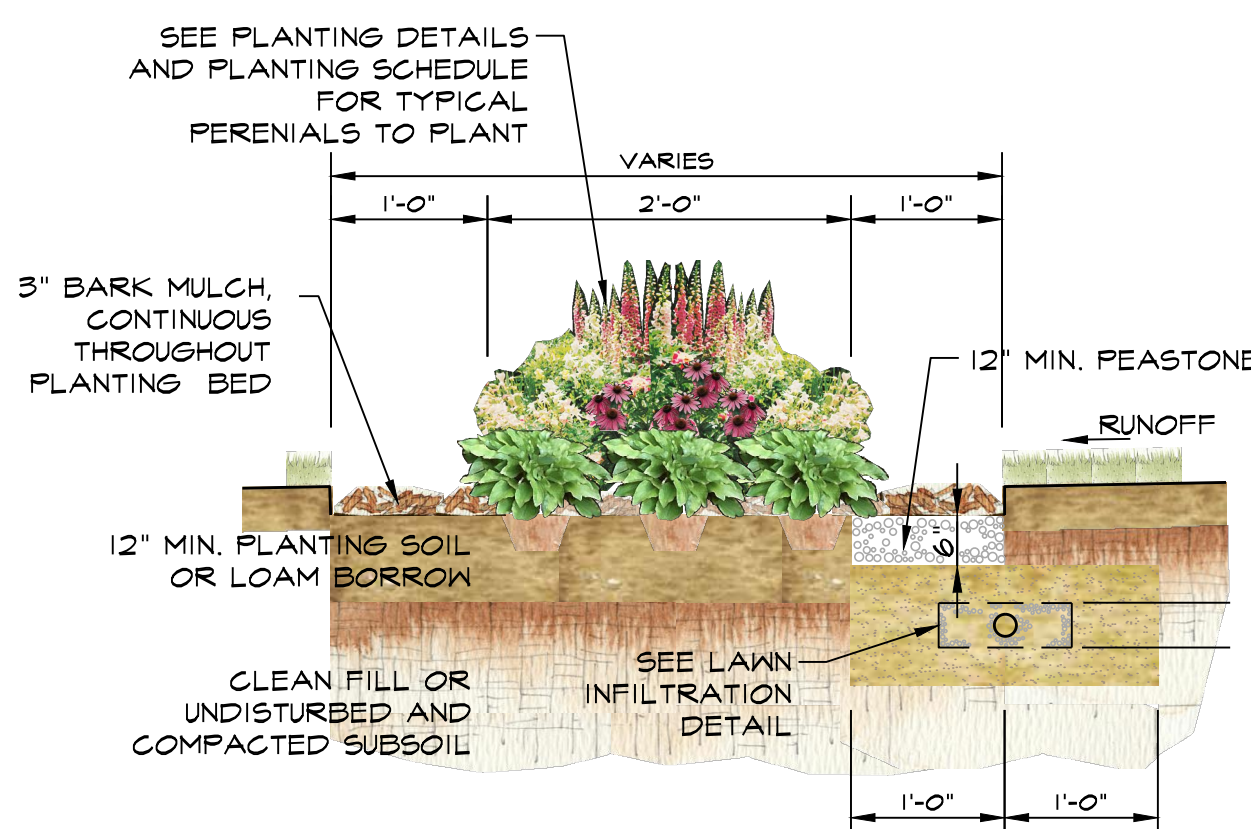 SEE PLANTING DETAILS
AND PLANTING SCHEDULE
FOR TYPICAL
PERENIALS TO PLANT
VARIES
1'-0"
2'-0"
1'-0"
3" BARK MULCH,
CONTINUOUS
THROUGHOUT
PLANTING BED
12" MIN. PEASTONE
RUNOFF
6"
12" MIN. PLANTING SOIL
OR LOAM BORROW
SEE LAWN
INFILTRATION
DETAIL
CLEAN FILL OR
UNDISTURBED AND
COMPACTED SUBSOIL
1'-0"
1'-0"